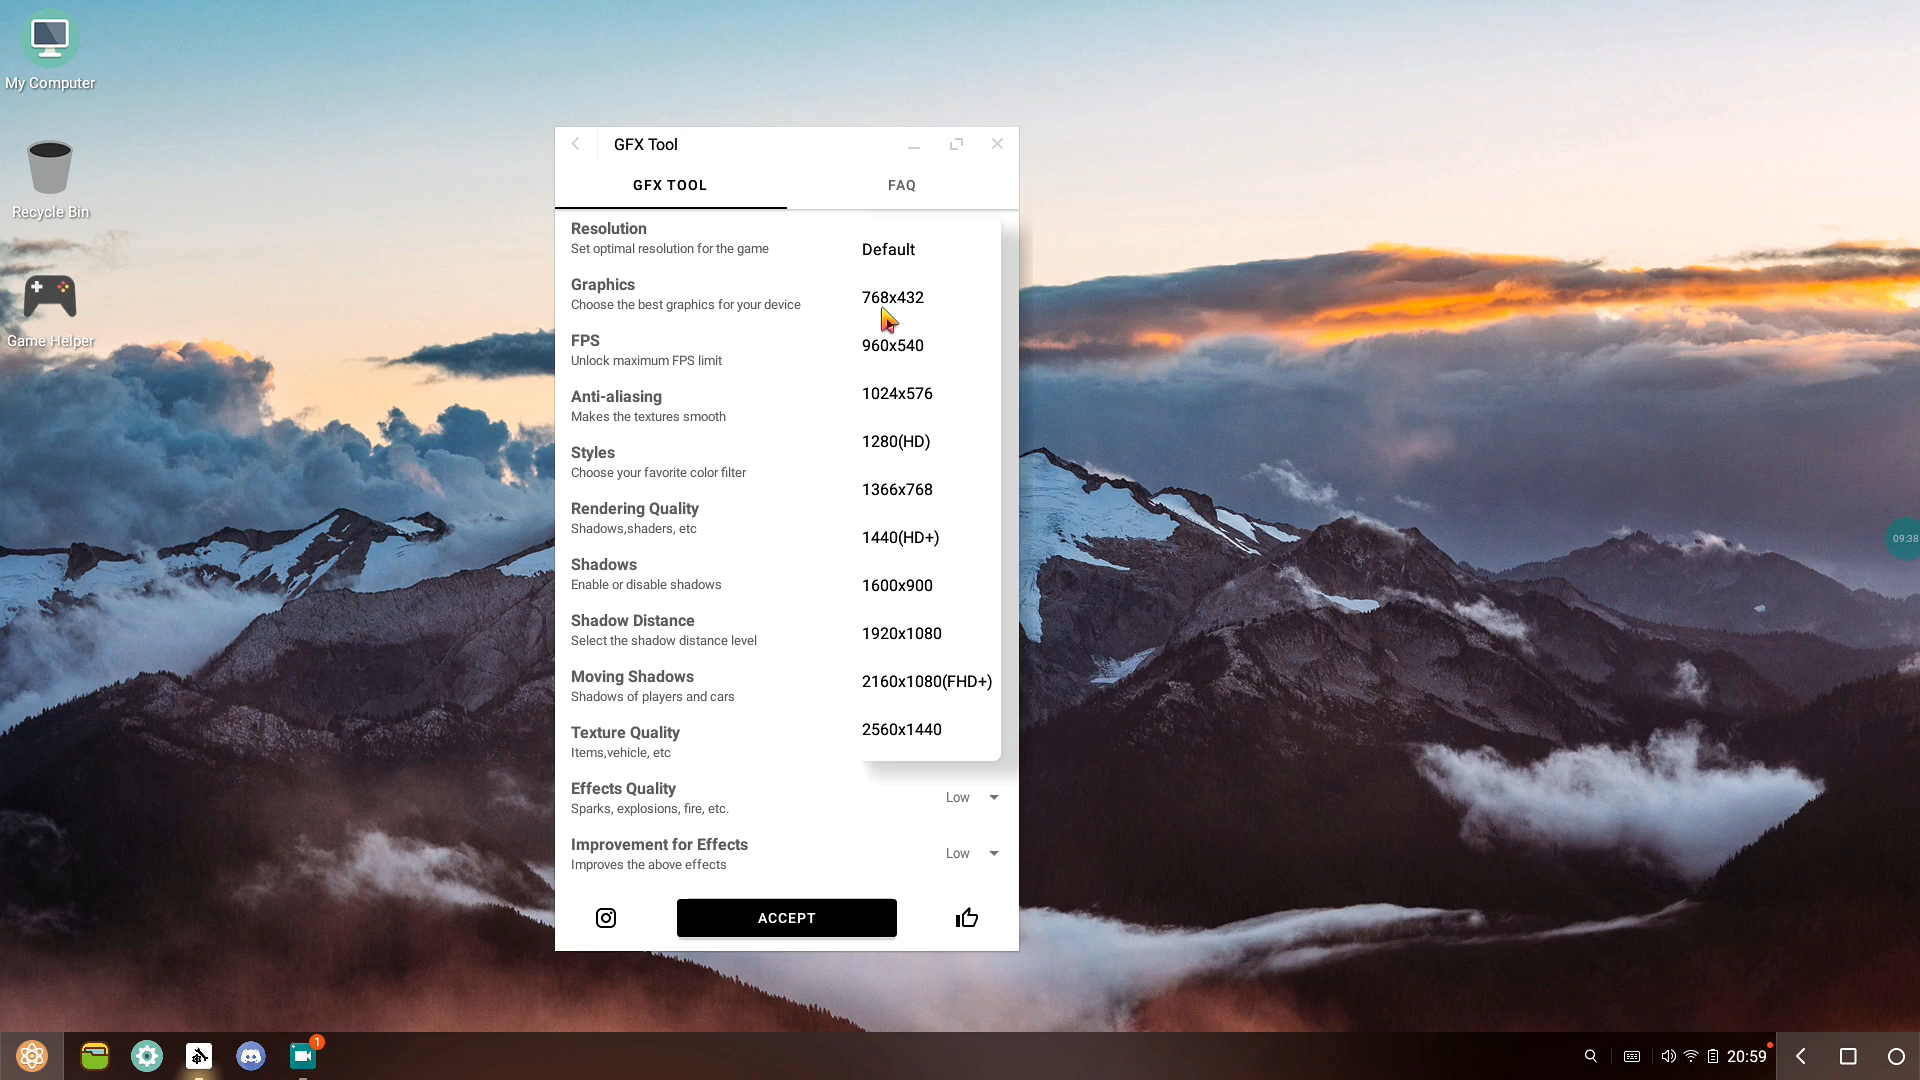 My Computer
Recycle Bin
Game Helper
GFX Tool
GFX TOOL
FAQ
Resolution
Set optimal resolution for the game
Graphics
Choose the best graphics for your device
FPS
Unlock maximum FPS limit
Anti-aliasing
Makes the textures smooth
Styles
Choose your favorite color filter
Rendering Quality
Shadows,shaders, etc
Shadows
Enable or disable shadows
Shadow Distance
Select the shadow distance level
Moving Shadows
Shadows of players and cars
Texture Quality
Items,vehicle, etc
Effects Quality
Sparks, explosions, fire, etc.
Low
Improvement for Effects
Improves the above effects
Low
Default
768x432
960x540
1024x576
1280(HD)
1366x768
1440(HD+)
1600x900
1920x1080
2160x1080(FHD+)
2560x1440
ACCEPT
09:38
1
20:59